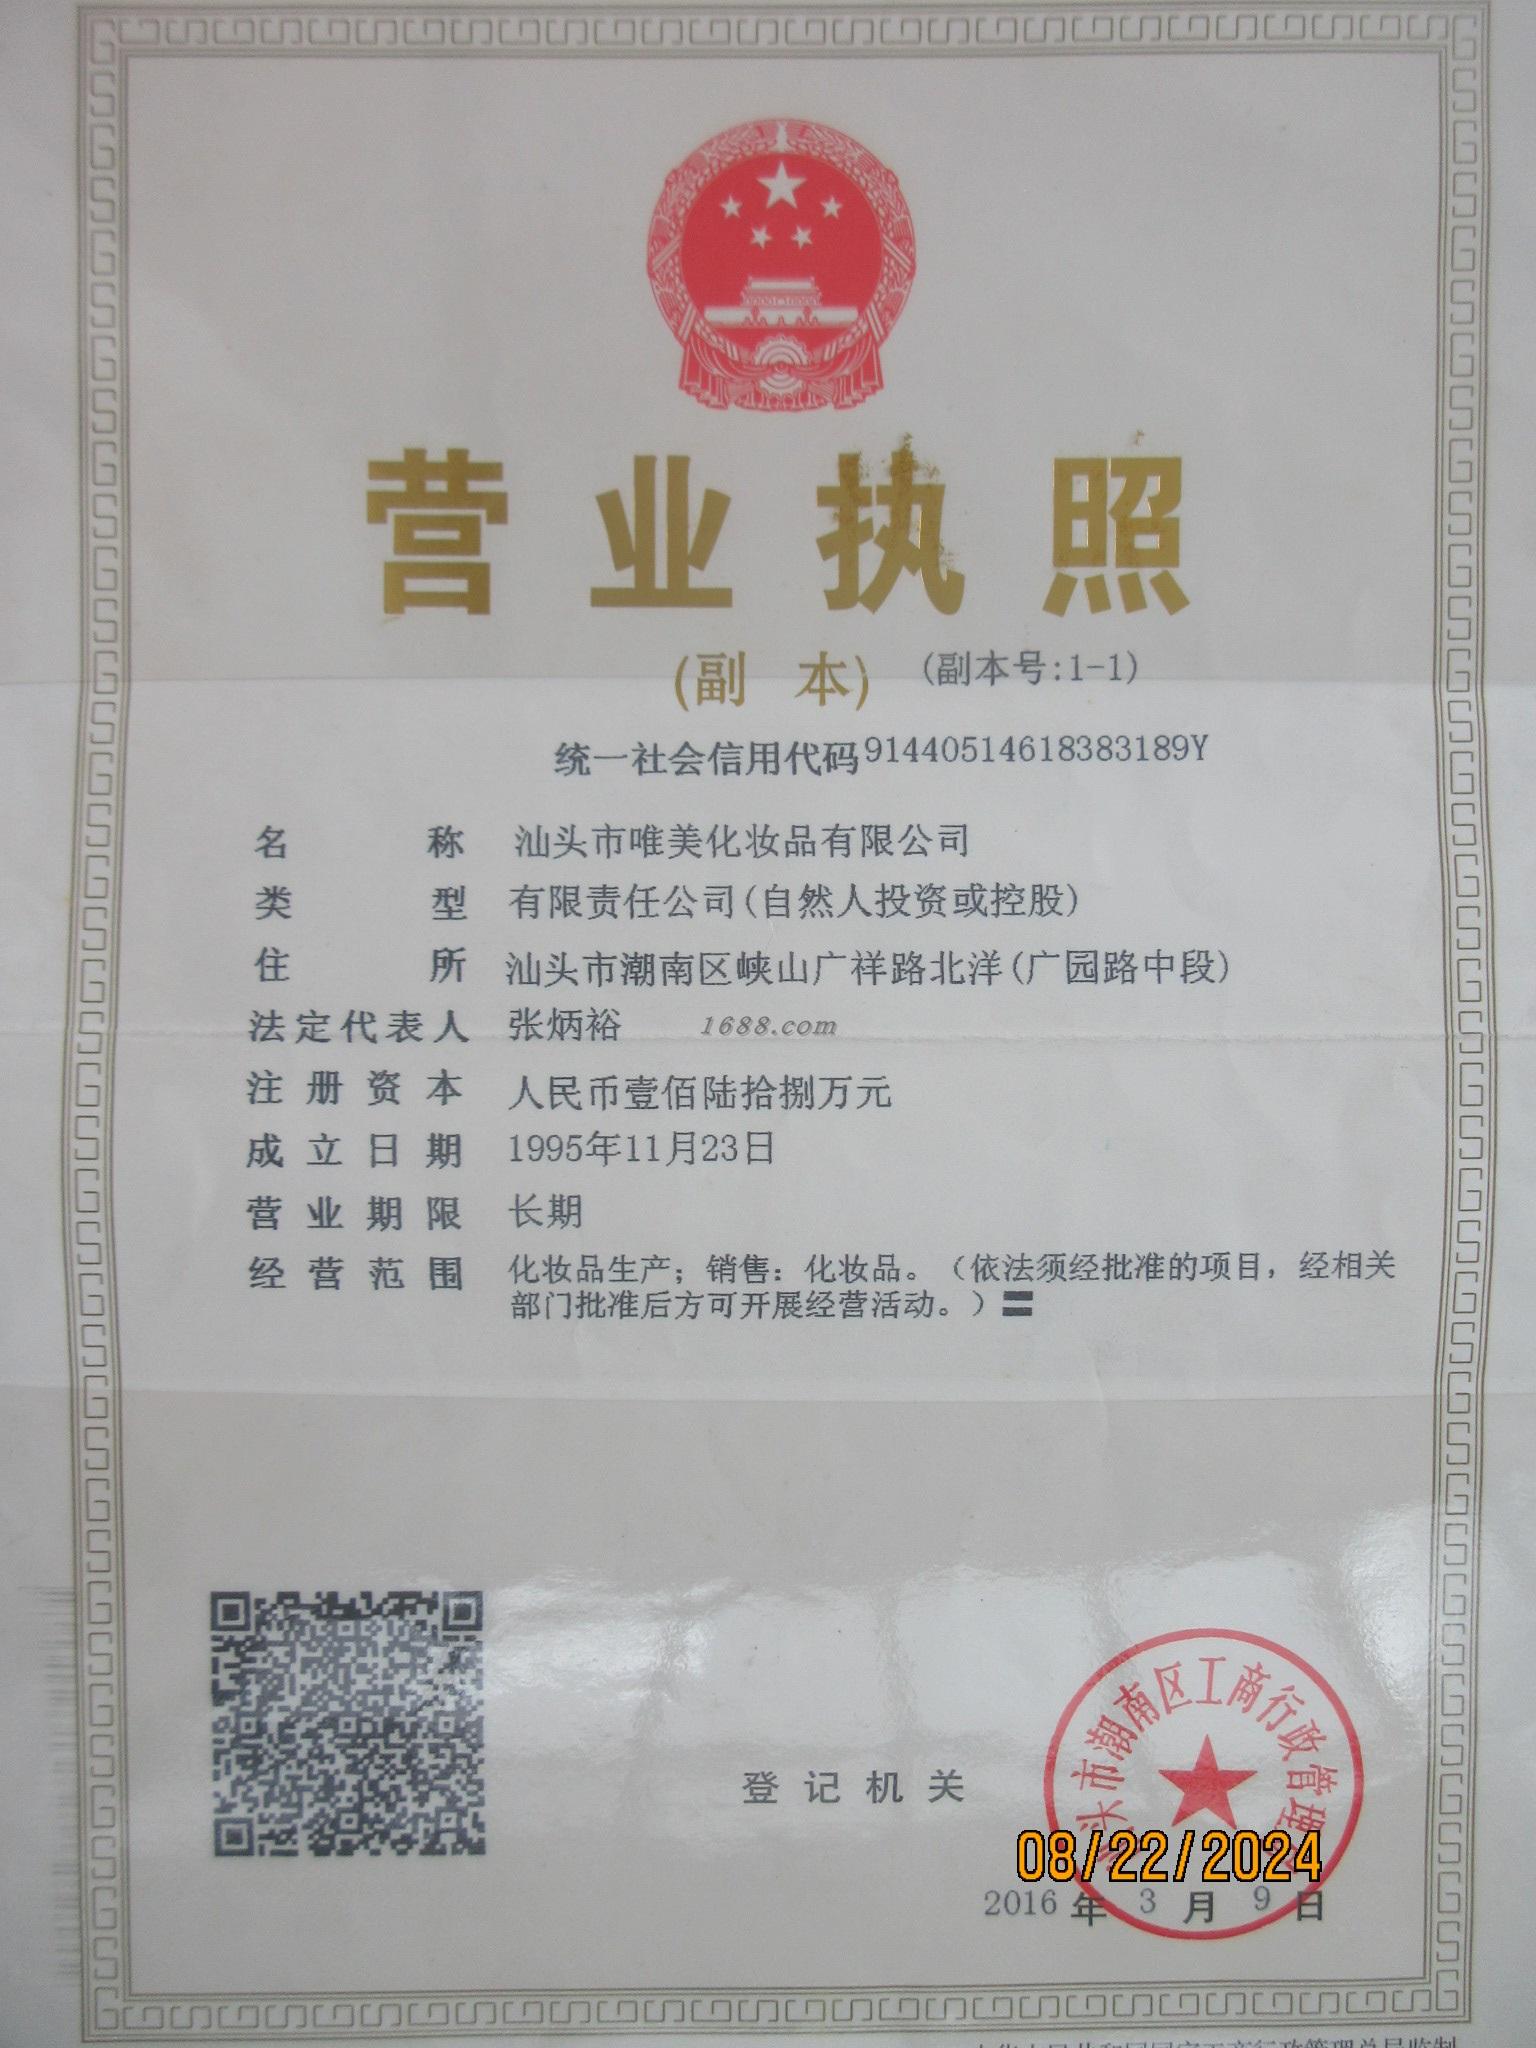 营业执照
(副 本) (副本号:1-1)
统一社会信用代码91440514618383189Y
名 称 汕头市唯美化妆品有限公司
类 型 有限责任公司(自然人投资或控股)
住 所 汕头市潮南区峡山广祥路北洋(广园路中段)
法定代表人 张炳裕 1688.com
注册资本 人民币壹佰陆拾捌万元
成立日期 1995年11月23日
营业期限 长期
经营范围 化妆品生产；销售：化妆品。（依法须经批准的项目，经相关
部门批准后方可开展经营活动。）
登记机关
头市潮南区工商行政管理
08/22/2024
2016年3月9日